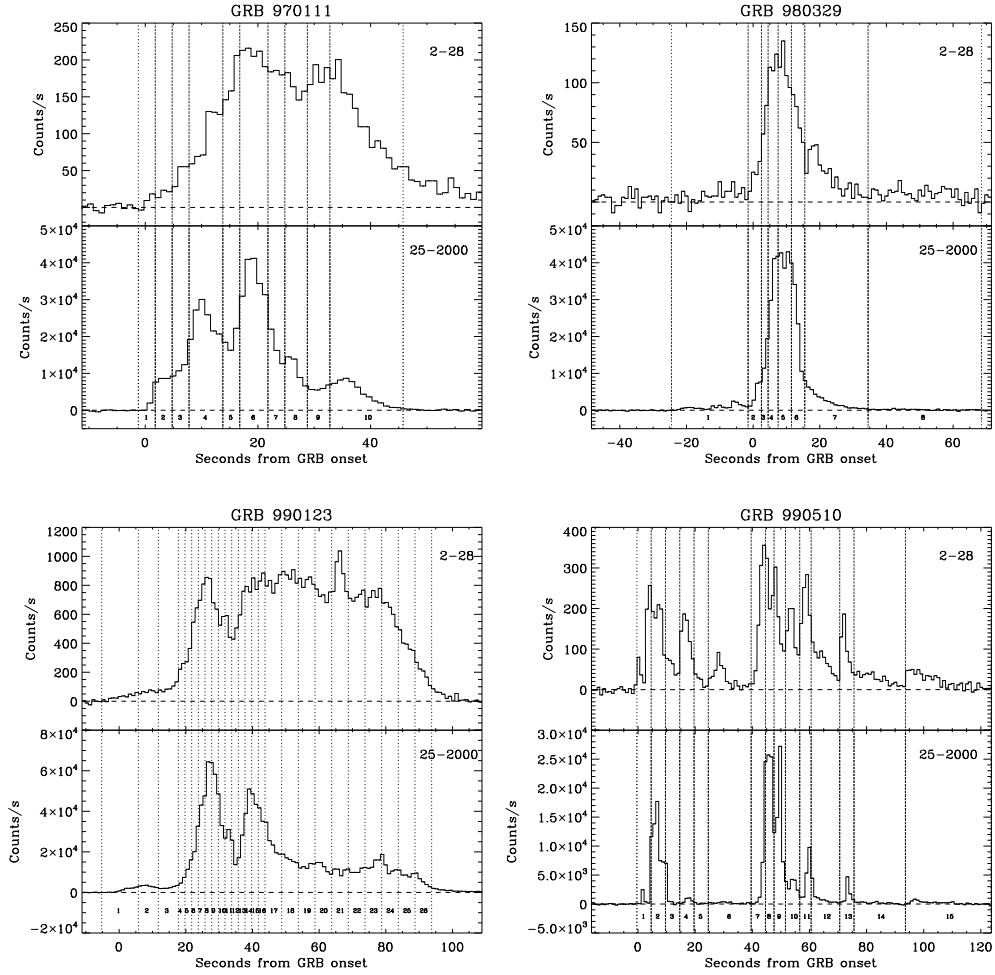 GRB 970111
250
200
150
100
50
Counts/s
2-28
5×10⁴
4×10⁴
3×10⁴
2×10⁴
1×10⁴
0
Counts/s
25-2000
1 2 3 4 5 6 7 8 9 10
0 20 40
Seconds from GRB onset
GRB 980329
150
100
50
Counts/s
2-28
5×10⁴
4×10⁴
3×10⁴
2×10⁴
1×10⁴
0
Counts/s
25-2000
1 2 3 4 5 6 7 8
-40 -20 0 20 40 60
Seconds from GRB onset
GRB 990123
1200
1000
800
600
400
200
0
Counts/s
2-28
8×10⁴
6×10⁴
4×10⁴
2×10⁴
0
-2×10⁴
Counts/s
25-2000
1 2 3 4 5 6 7 8 9 10 11 12 13 14 15 16 17 18 19 20 21 22 23 24 25 26
0 20 40 60 80 100
Seconds from GRB onset
GRB 990510
400
300
200
100
0
Counts/s
2-28
3.0×10⁴
2.5×10⁴
2.0×10⁴
1.5×10⁴
1.0×10⁴
5.0×10³
0
-5.0×10³
Counts/s
25-2000
1 2 3 4 5 6 7 8 9 10 11 12 13 14 15
0 20 40 60 80 100 120
Seconds from GRB onset